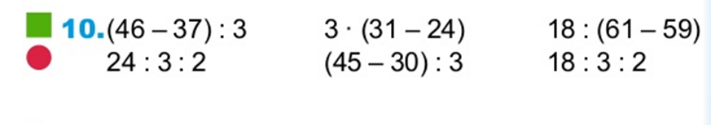 10. (46 – 37) : 3 3 · (31 – 24) 18 : (61 – 59)
24 : 3 : 2 (45 – 30) : 3 18 : 3 : 2